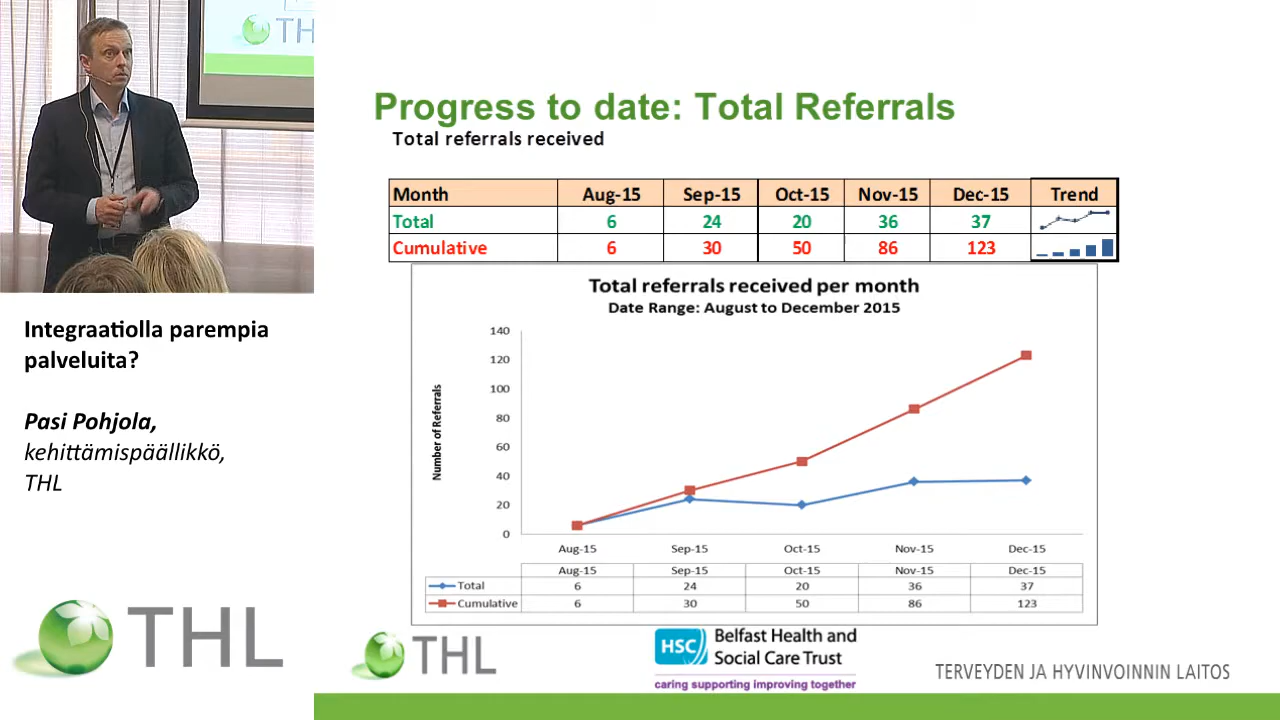 THL
Integraatiolla parempia
palveluita?
Pasi Pohjola,
kehittämispäällikkö,
THL
THL
Progress to date: Total Referrals
Total referrals received
Month Aug-15 Sep-15 Oct-15 Nov-15 Dec-15 Trend
Total 6 24 20 36 37
Cumulative 6 30 50 86 123
Total referrals received per month
Date Range: August to December 2015
Number of Referrals
140
120
100
80
60
40
20
0
Aug-15 Sep-15 Oct-15 Nov-15 Dec-15
Aug-15 Sep-15 Oct-15 Nov-15 Dec-15
Total 6 24 20 36 37
Cumulative 6 30 50 86 123
THL
HSC Belfast Health and
Social Care Trust
caring supporting improving together
TERVEYDEN JA HYVINVOINNIN LAITOS